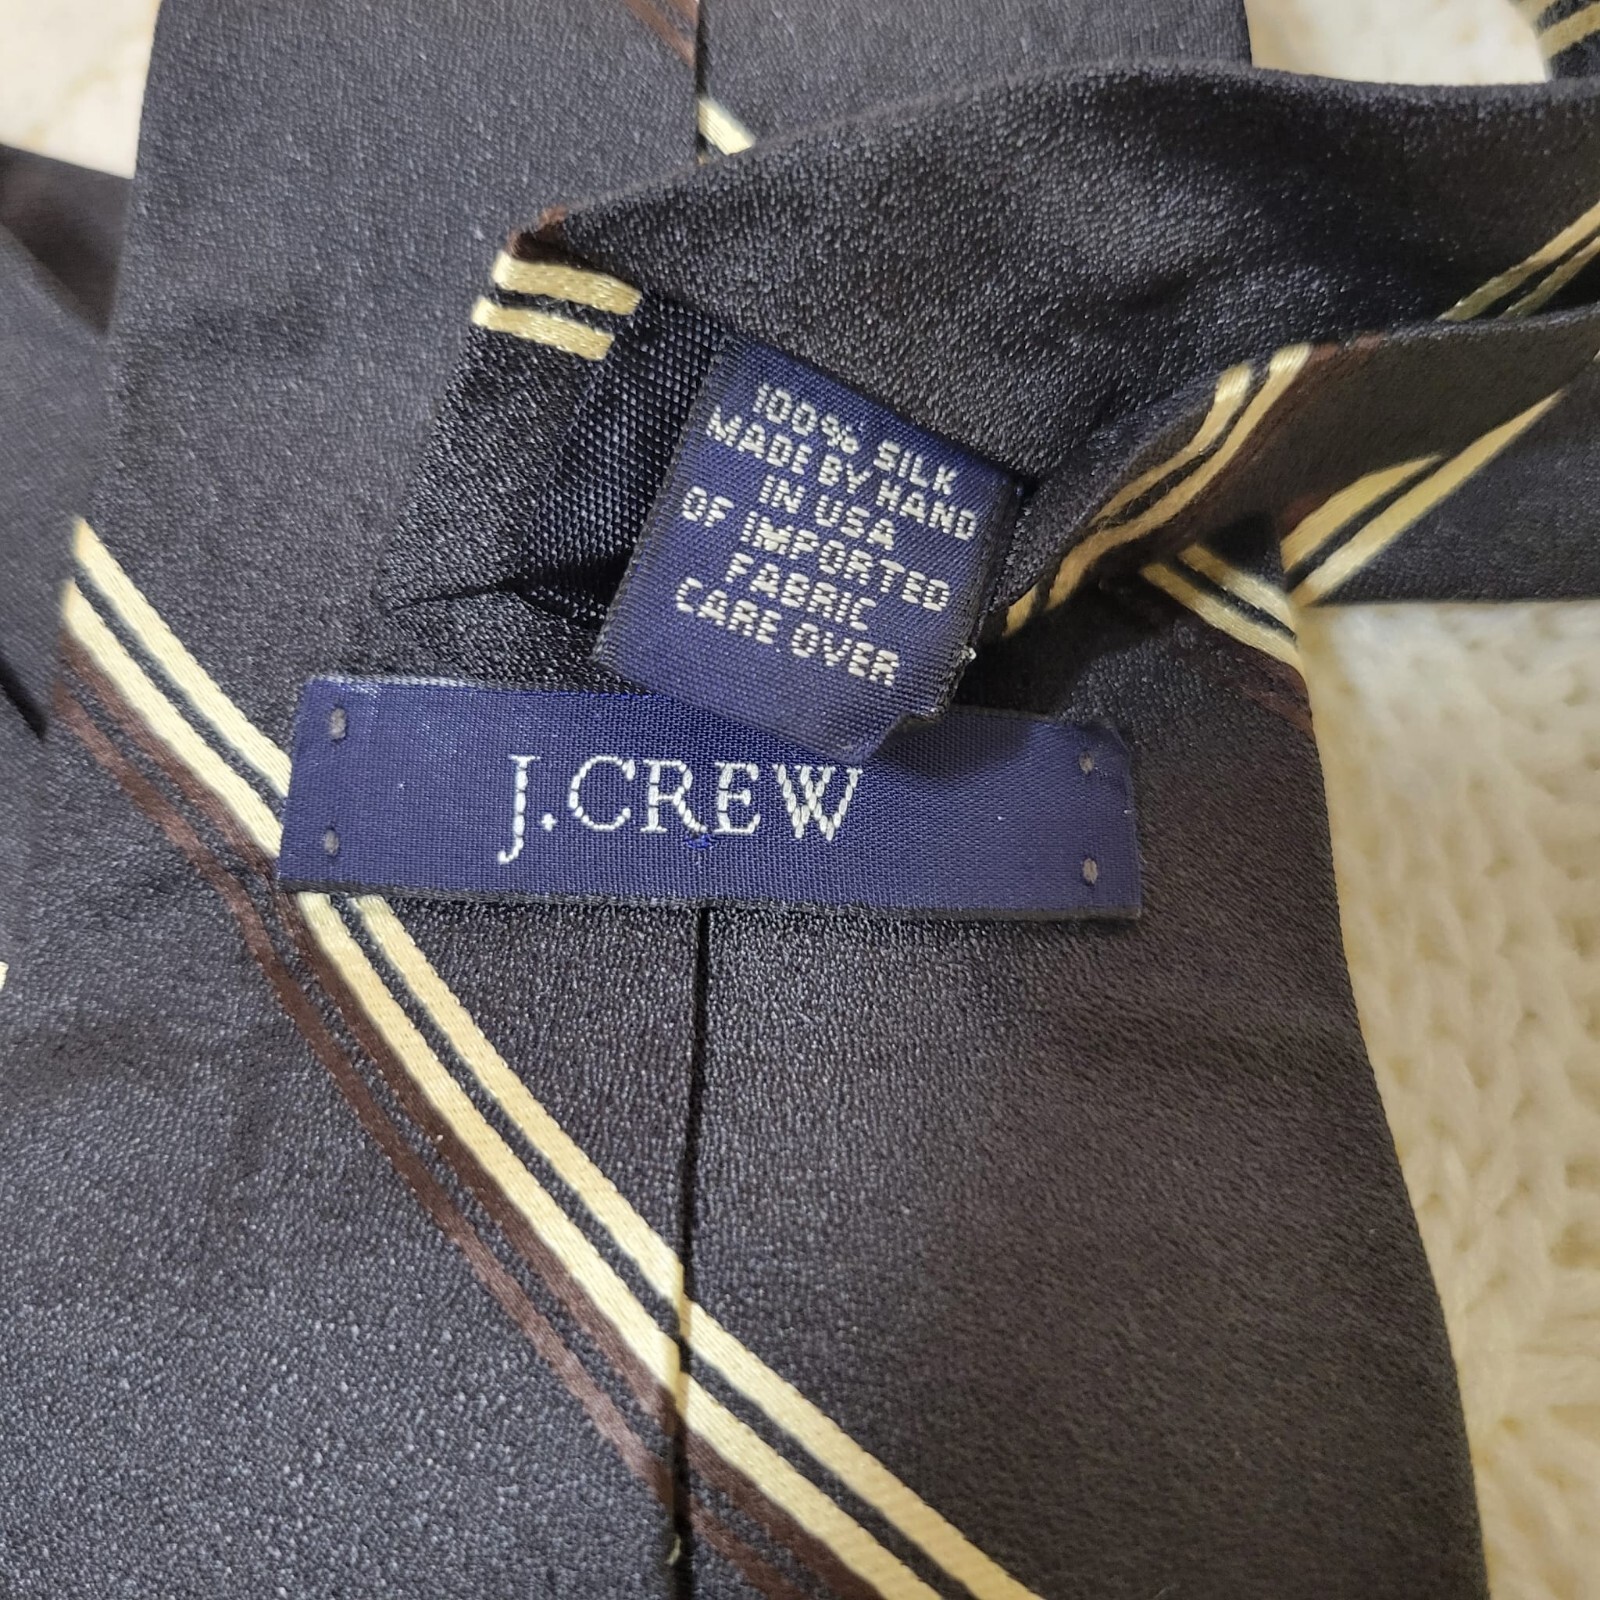 100% SILK
MADE BY HAND
IN USA
OF IMPORTED
FABRIC
CARE OVER
J.CREW